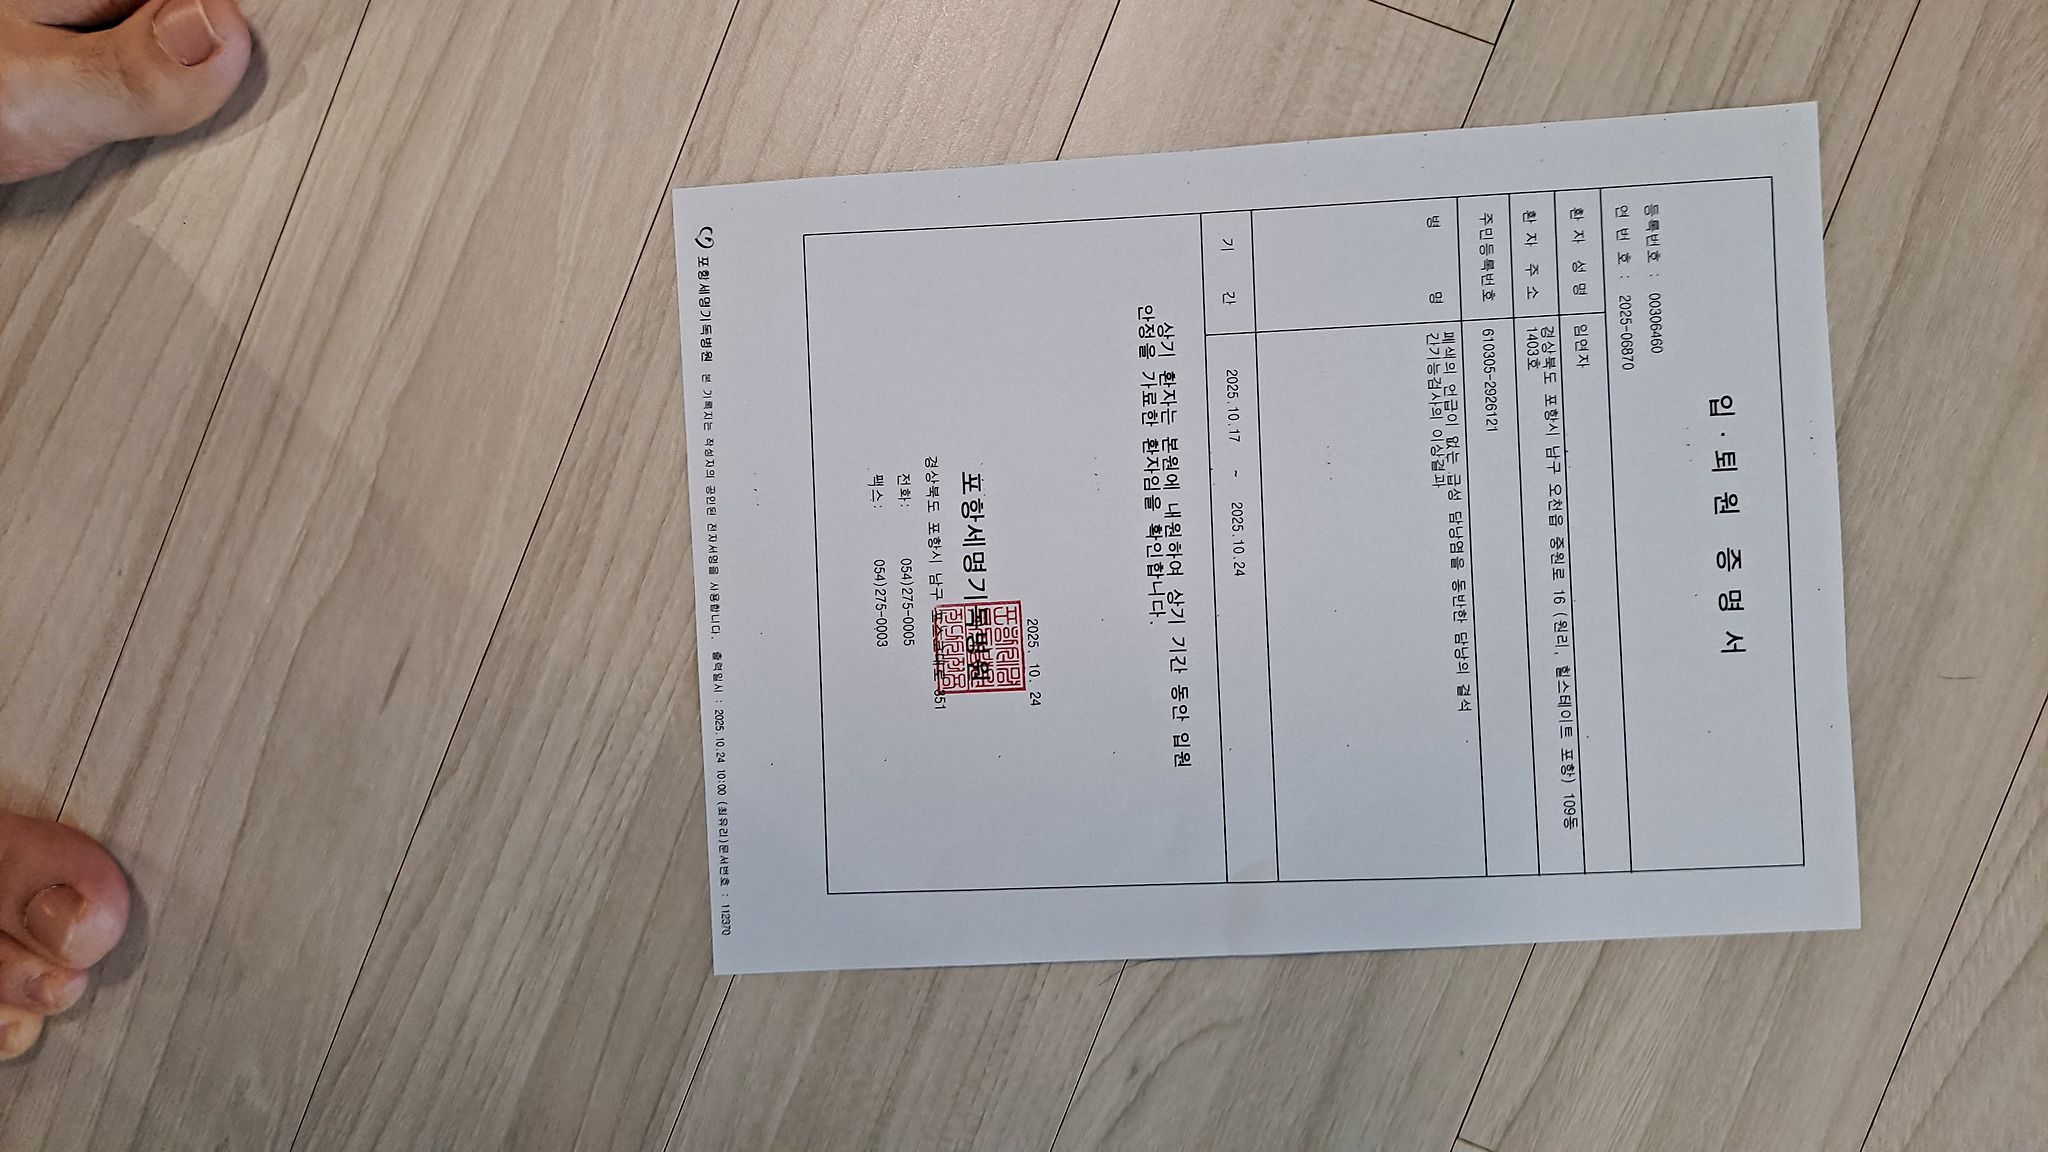 입 · 퇴 원 증 명 서
등록번호 : 00306460
연 번 호 : 2025-06870
환 자 성 명 임연자
환 자 주 소 경상북도 포항시 남구 오천읍 중원로 16 (원리, 힐스테이트 포항) 109동
1403호
주민등록번호 610305-2926121
병 명 폐쇄의 언급이 없는 급성 담낭염을 동반한 담낭의 결석
간기능검사의 이상결과
기 간 2025.10.17 ~ 2025.10.24
상기 환자는 본원에 내원하여 상기 기간 동안 입원
안정을 가료한 환자임을 확인합니다.
2025. 10. 24
포항세명기독병원
경상북도 포항시 남구 351
전화: 054)275-0005
팩스: 054)275-0003
포항세명기독병원 본 기록지는 작성자의 공인된 전자서명을 사용합니다. 출력일시 : 2025.10.24 10:00 (최유리)문서번호 : 112370